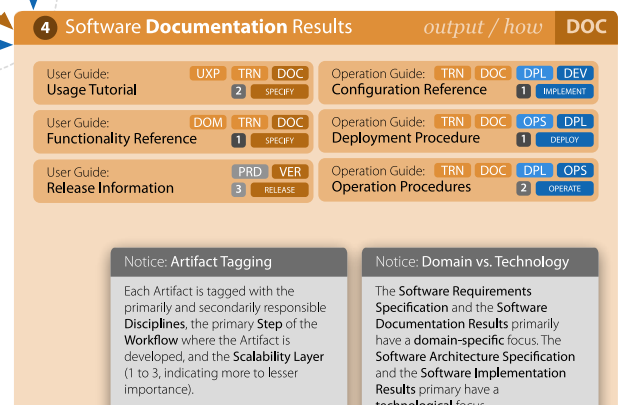 4 Software Documentation Results output / how DOC
User Guide: UXP TRN DOC
Usage Tutorial 2 SPECIFY
User Guide: DOM TRN DOC
Functionality Reference 1 SPECIFY
User Guide: PRD VER
Release Information 3 RELEASE
Operation Guide: TRN DOC DPL DEV
Configuration Reference 1 IMPLEMENT
Operation Guide: TRN DOC OPS DPL
Deployment Procedure 1 DEPLOY
Operation Guide: TRN DOC DPL OPS
Operation Procedures 2 OPERATE
Notice: Artifact Tagging
Each Artifact is tagged with the
primarily and secondarily responsible
Disciplines, the primary Step of the
Workflow where the Artifact is
developed, and the Scalability Layer
(1 to 3, indicating more to lesser
importance).
Notice: Domain vs. Technology
The Software Requirements
Specification and the Software
Documentation Results primarily
have a domain-specific focus. The
Software Architecture Specification
and the Software Implementation
Results primary have a
technological focus.